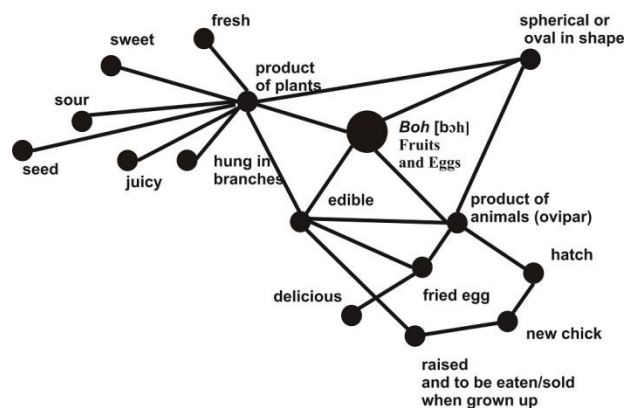 fresh
spherical or
oval in shape
sweet
product
of plants
sour
Boh [bɔh]
Fruits
and Eggs
seed
juicy
hung in
branches
edible
product of
animals (ovipar)
hatch
delicious
fried egg
new chick
raised
and to be eaten/sold
when grown up